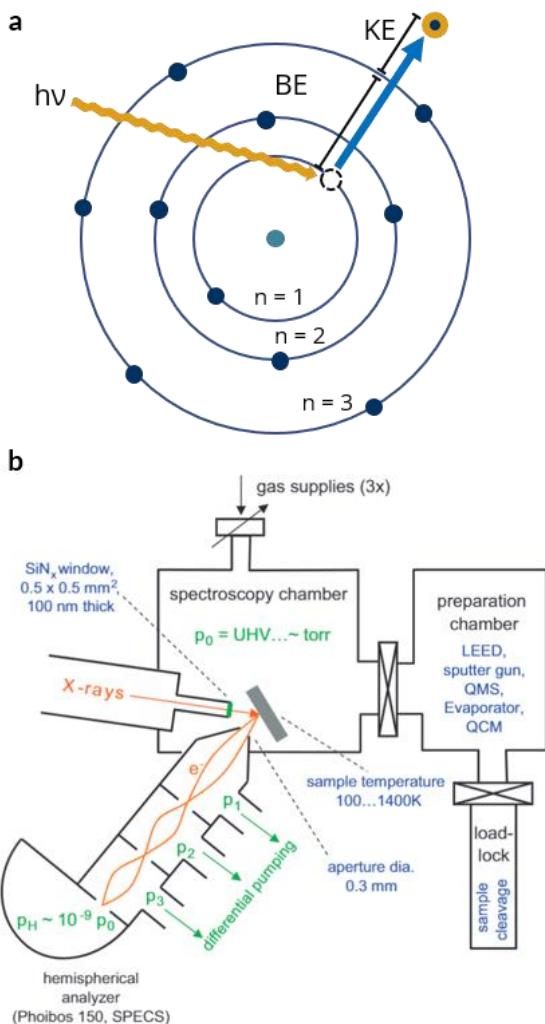 a
KE
BE
hν
n = 1
n = 2
n = 3
b
gas supplies (3x)
SiNₓ window,
0.5 x 0.5 mm²,
100 nm thick
spectroscopy chamber
p₀ = UHV...~ torr
preparation
chamber
LEED,
sputter gun,
QMS,
Evaporator,
QCM
X-rays
e⁻
sample temperature
100...1400K
p₁
load-
lock
aperture dia.
0.3 mm
p₂
sample
cleavage
differential pumping
p₃
pH ~ 10⁻⁹ p₀
hemispherical
analyzer
(Phoibos 150, SPECS)